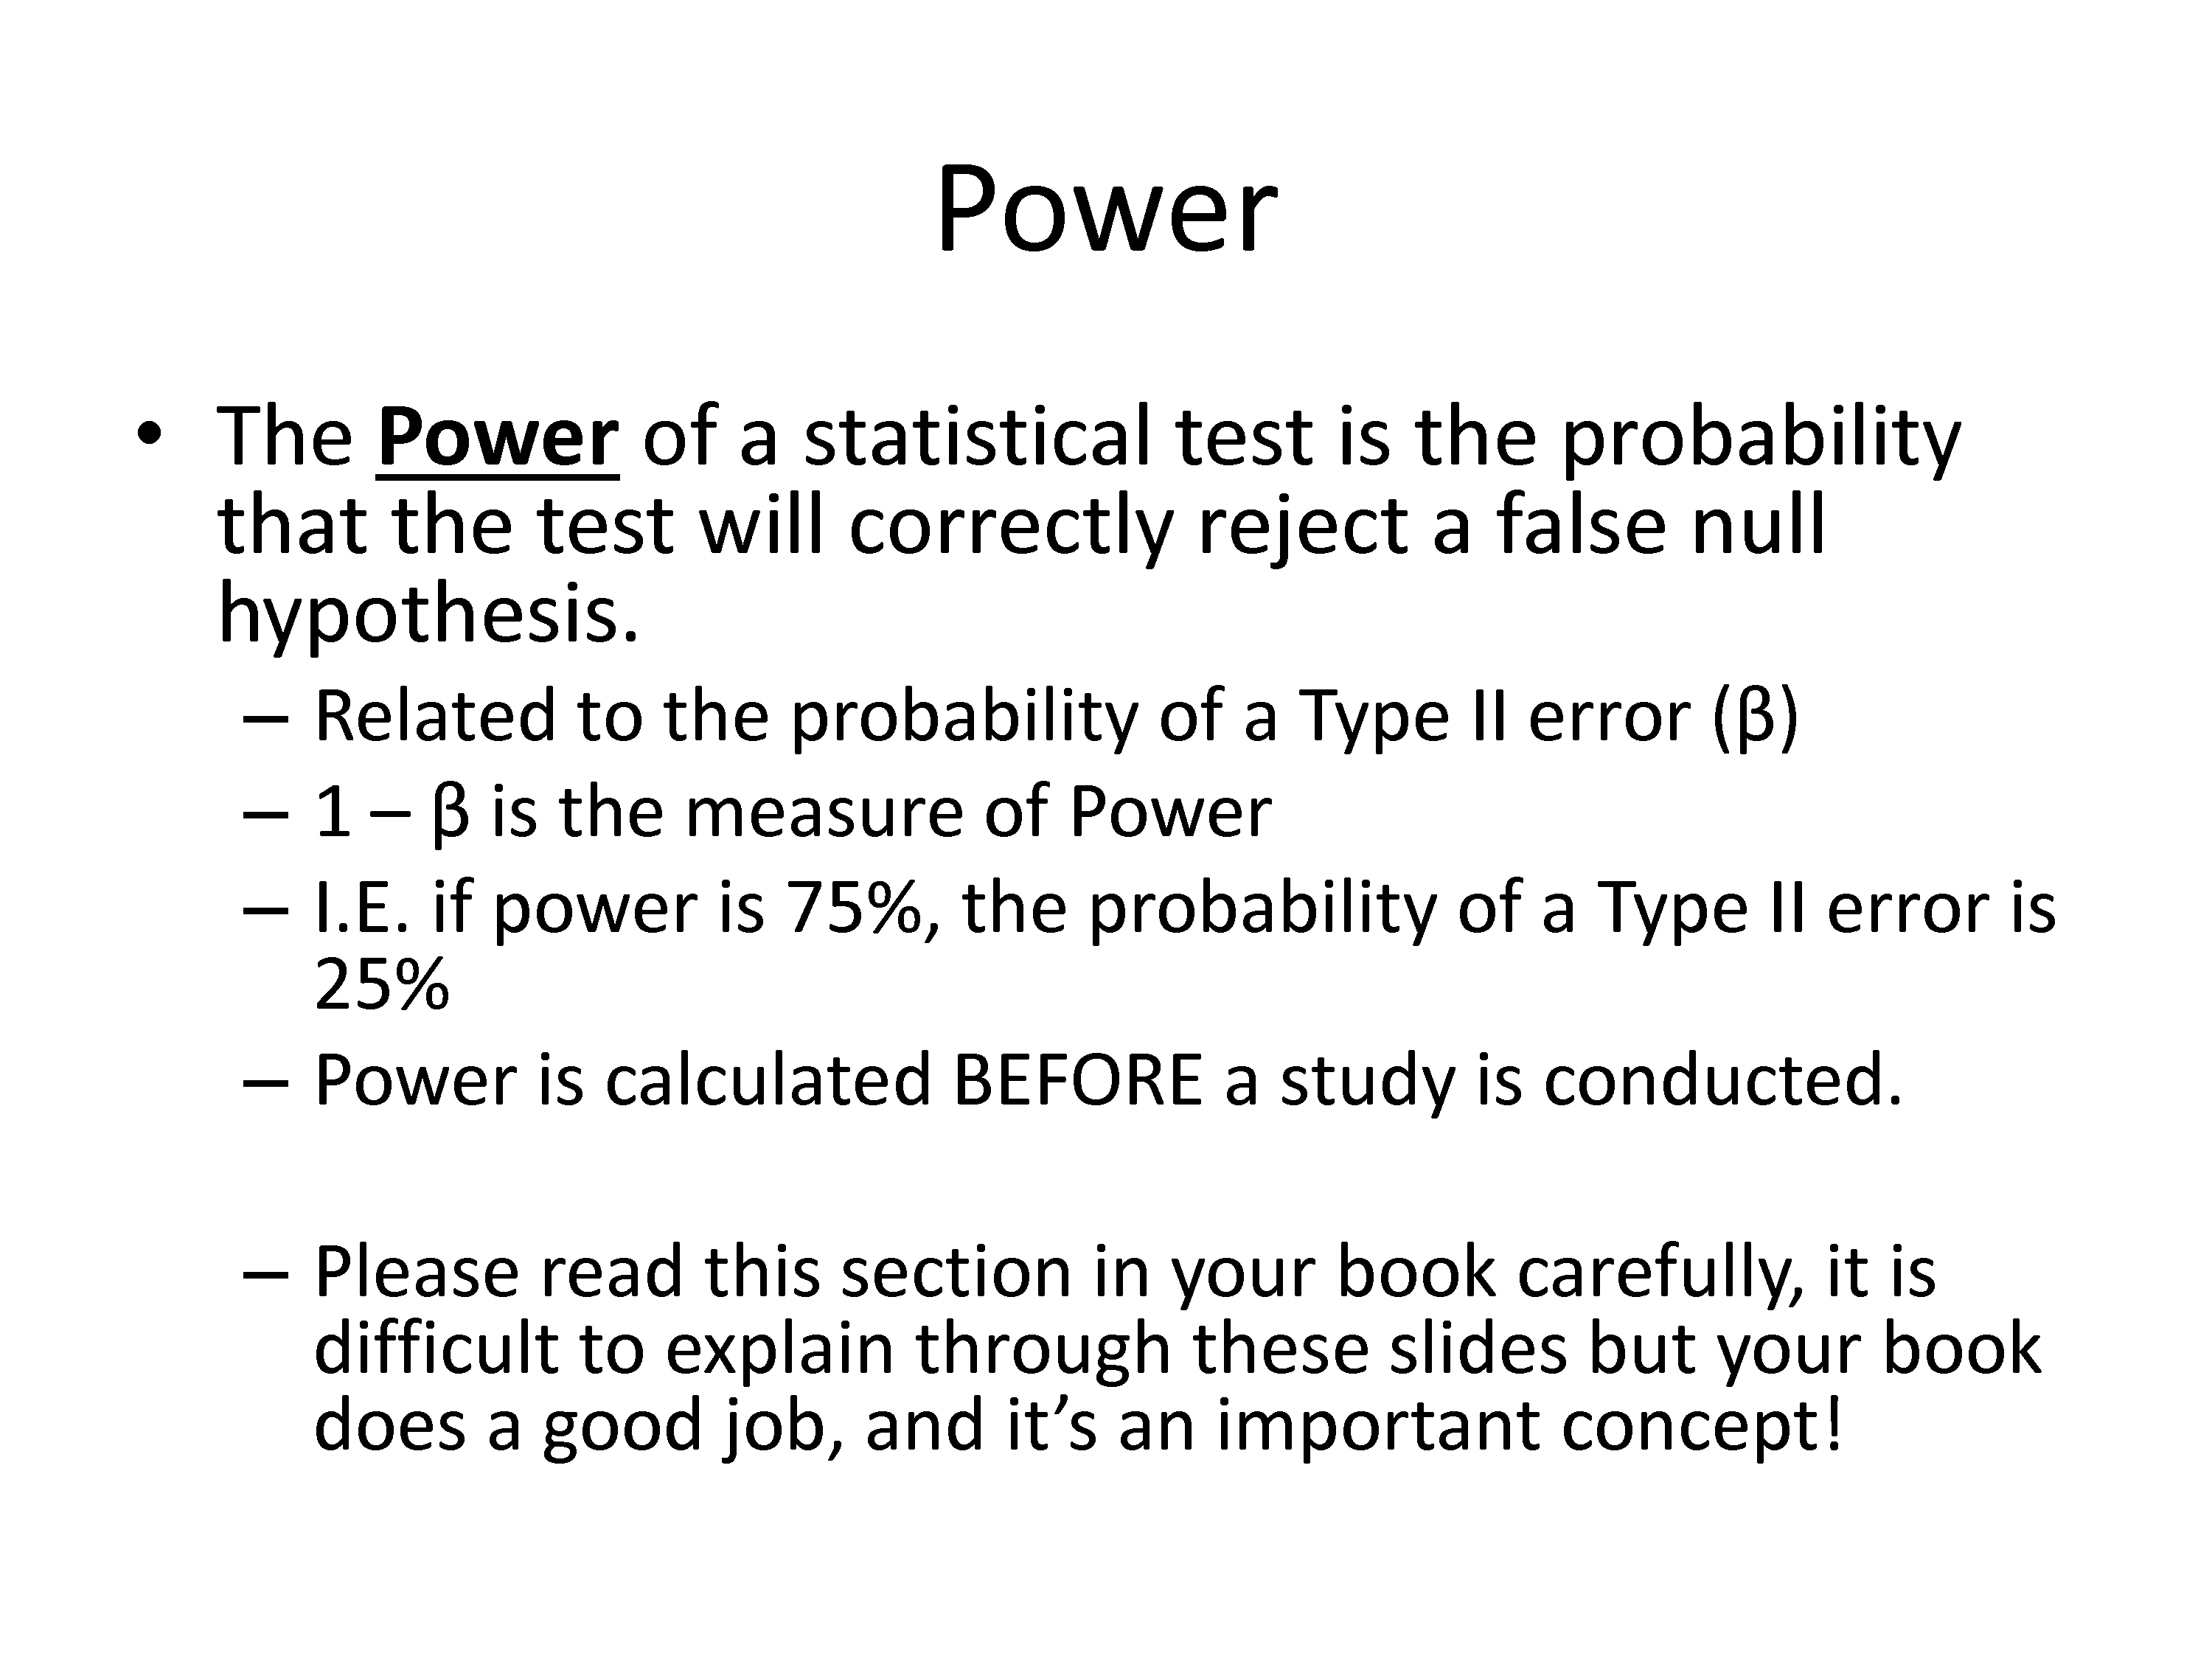 Power
• The Power of a statistical test is the probability
that the test will correctly reject a false null
hypothesis.
– Related to the probability of a Type II error (β)
– 1 – β is the measure of Power
– I.E. if power is 75%, the probability of a Type II error is
25%
– Power is calculated BEFORE a study is conducted.
– Please read this section in your book carefully, it is
difficult to explain through these slides but your book
does a good job, and it’s an important concept!